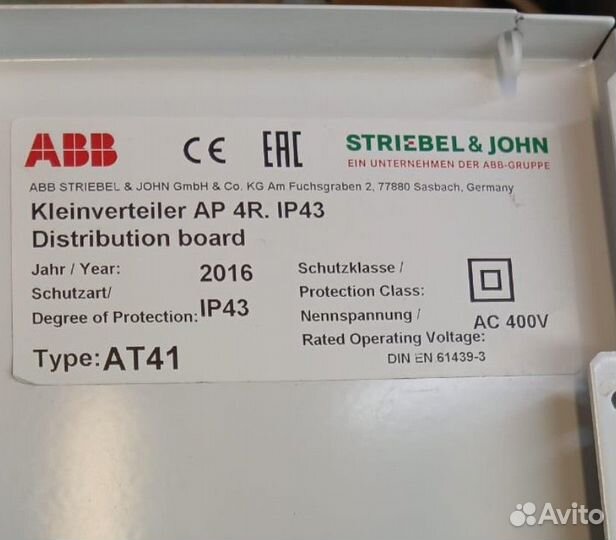 ABB CE EAC STRIEBEL & JOHN
EIN UNTERNEHMEN DER ABB-GRUPPE
ABB STRIEBEL & JOHN GmbH & Co. KG Am Fuchsgraben 2, 77880 Sasbach, Germany
Kleinverteiler AP 4R. IP43
Distribution board
Jahr / Year: 2016
Schutzart/
Degree of Protection: IP43
Type: AT41
Schutzklasse /
Protection Class:
Nennspannung /
Rated Operating Voltage: AC 400V
DIN EN 61439-3
Avito